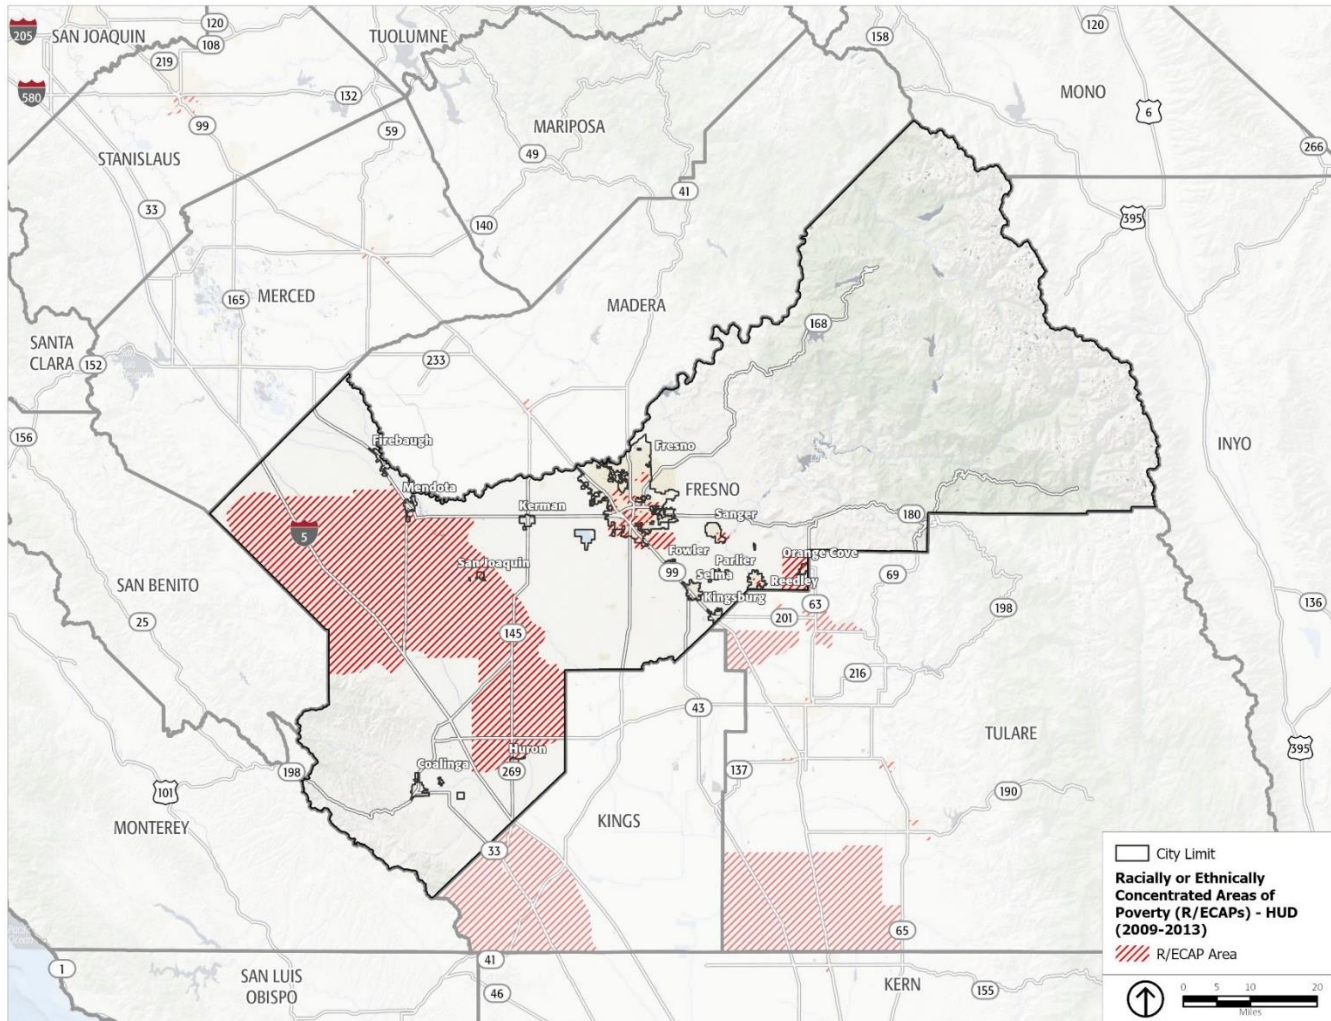 205
SAN JOAQUIN
120
108
TUOLUMNE
158
120
219
580
132
99
59
MONO
6
MARIPOSA
49
266
STANISLAUS
33
41
395
140
165
MERCED
MADERA
168
SANTA
CLARA
152
233
156
INYO
Firebaugh
Fresno
Mendota
FRESNO
Kerman
Sanger
180
5
Fowler
Parlier
Orange Cove
San Joaquin
99
Selma
Reedley
69
SAN BENITO
Kingsburg
63
198
136
25
201
145
216
43
TULARE
Huron
Coalinga
198
269
137
395
101
190
MONTEREY
KINGS
33
65
41
1
SAN LUIS
OBISPO
46
KERN
155
City Limit
Racially or Ethnically
Concentrated Areas of
Poverty (R/ECAPs) - HUD
(2009-2013)
R/ECAP Area
0 5 10 20
Miles